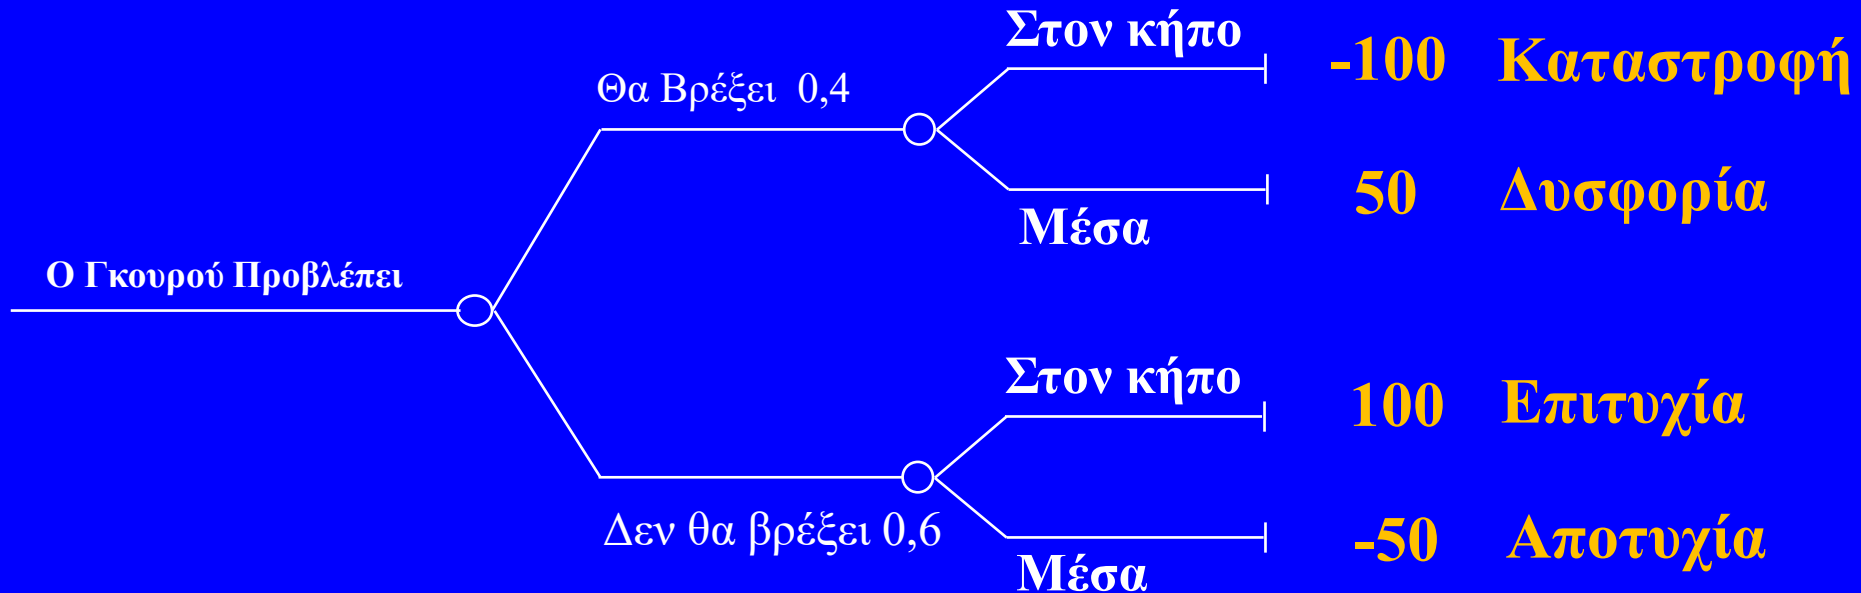 Στον κήπο
-100 Καταστροφή
Θα Βρέξει 0,4
50 Δυσφορία
Μέσα
Ο Γκουρού Προβλέπει
Στον κήπο
100 Επιτυχία
Δεν θα βρέξει 0,6
-50 Αποτυχία
Μέσα